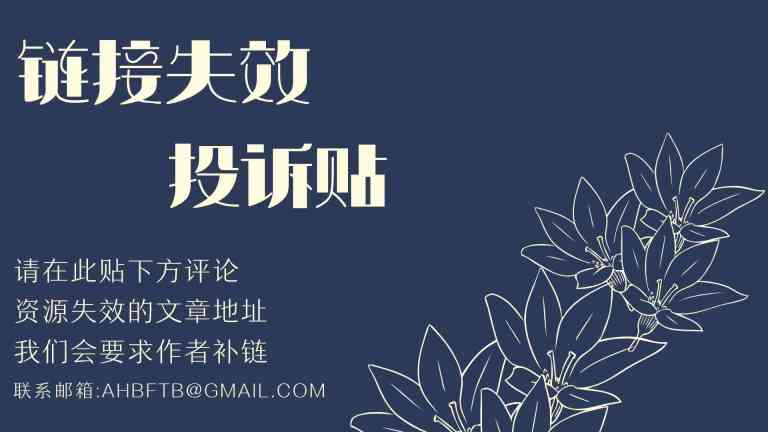 链接失效
投诉贴
请在此贴下方评论
资源失效的文章地址
我们会要求作者补链
联系邮箱:AHBFTB@GMAIL.COM